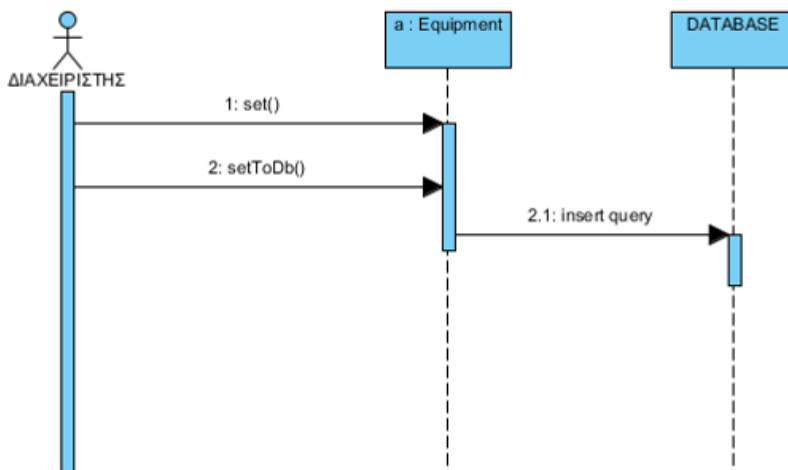 a : Equipment
DATABASE
ΔΙΑΧΕΙΡΙΣΤΗΣ
1: set()
2: setToDb()
2.1: insert query